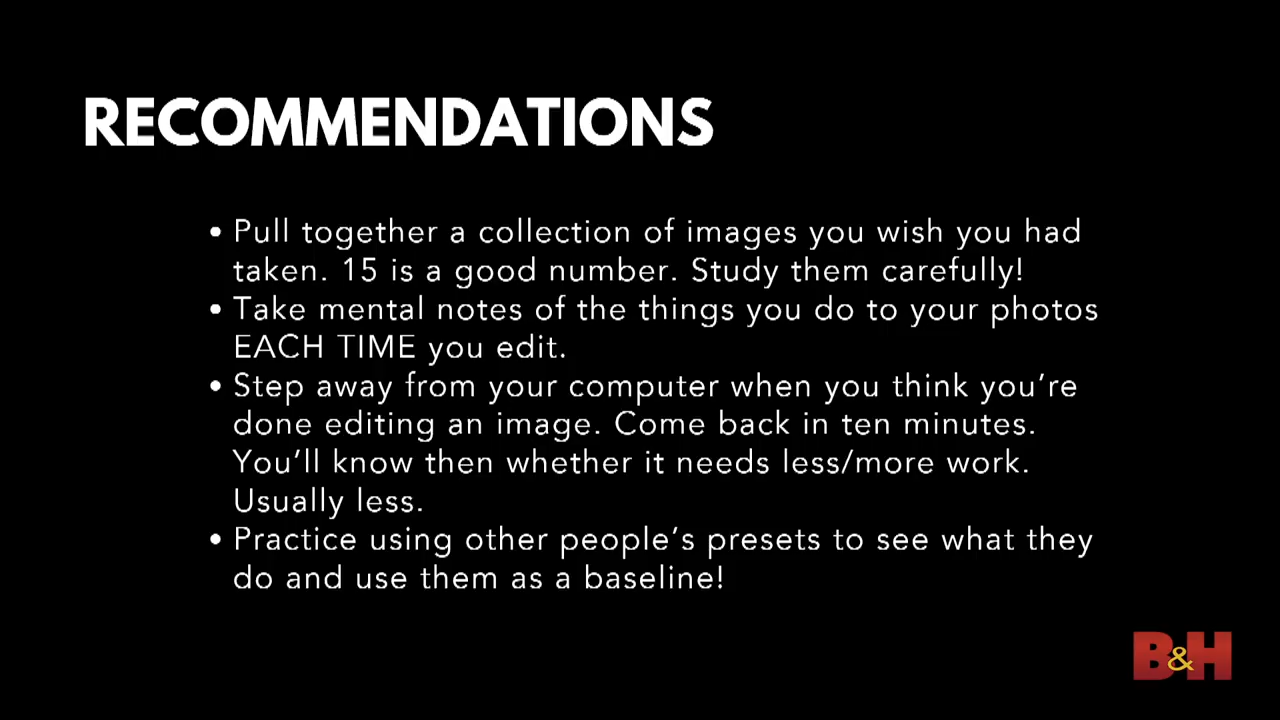 RECOMMENDATIONS
• Pull together a collection of images you wish you had
taken. 15 is a good number. Study them carefully!
• Take mental notes of the things you do to your photos
EACH TIME you edit.
• Step away from your computer when you think you’re
done editing an image. Come back in ten minutes.
You’ll know then whether it needs less/more work.
Usually less.
• Practice using other people’s presets to see what they
do and use them as a baseline!
B&H